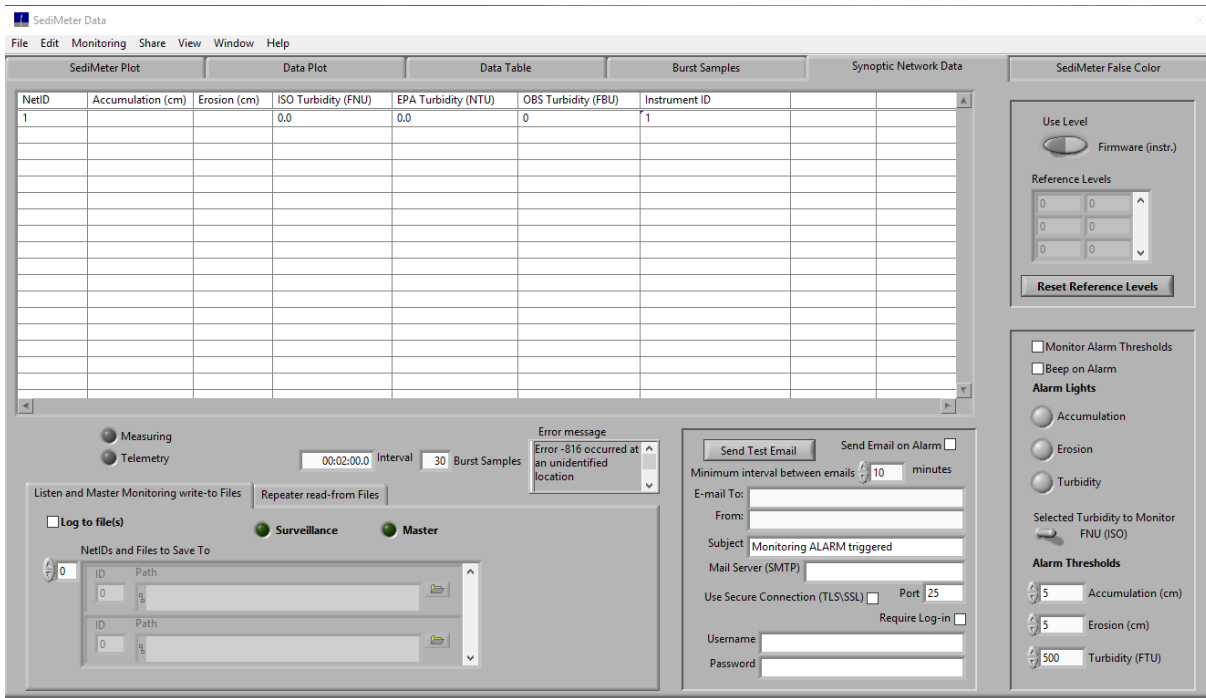 SediMeter Data
File Edit Monitoring Share View Window Help
SediMeter Plot Data Plot Data Table Burst Samples Synoptic Network Data SediMeter False Color
NetID Accumulation (cm) Erosion (cm) ISO Turbidity (FNU) EPA Turbidity (NTU) OBS Turbidity (FBU) Instrument ID
1 0.0 0.0 0 1
Use Level
Firmware (instr.)
Reference Levels
0 0
0 0
0 0
Reset Reference Levels
Monitor Alarm Thresholds
Beep on Alarm
Alarm Lights
Accumulation
Erosion
Turbidity
Selected Turbidity to Monitor
FNU (ISO)
Alarm Thresholds
5 Accumulation (cm)
5 Erosion (cm)
500 Turbidity (FTU)
Measuring
Telemetry
00:02:00.0 Interval 30 Burst Samples
Error message
Error -816 occurred at
an unidentified
location
Listen and Master Monitoring write-to Files Repeater read-from Files
Log to file(s)
Surveillance Master
NetIDs and Files to Save To
0
ID Path
0
ID Path
0
Send Test Email Send Email on Alarm
Minimum interval between emails 10 minutes
E-mail To:
From:
Subject Monitoring ALARM triggered
Mail Server (SMTP)
Use Secure Connection (TLS\SSL) Port 25
Require Log-in
Username
Password